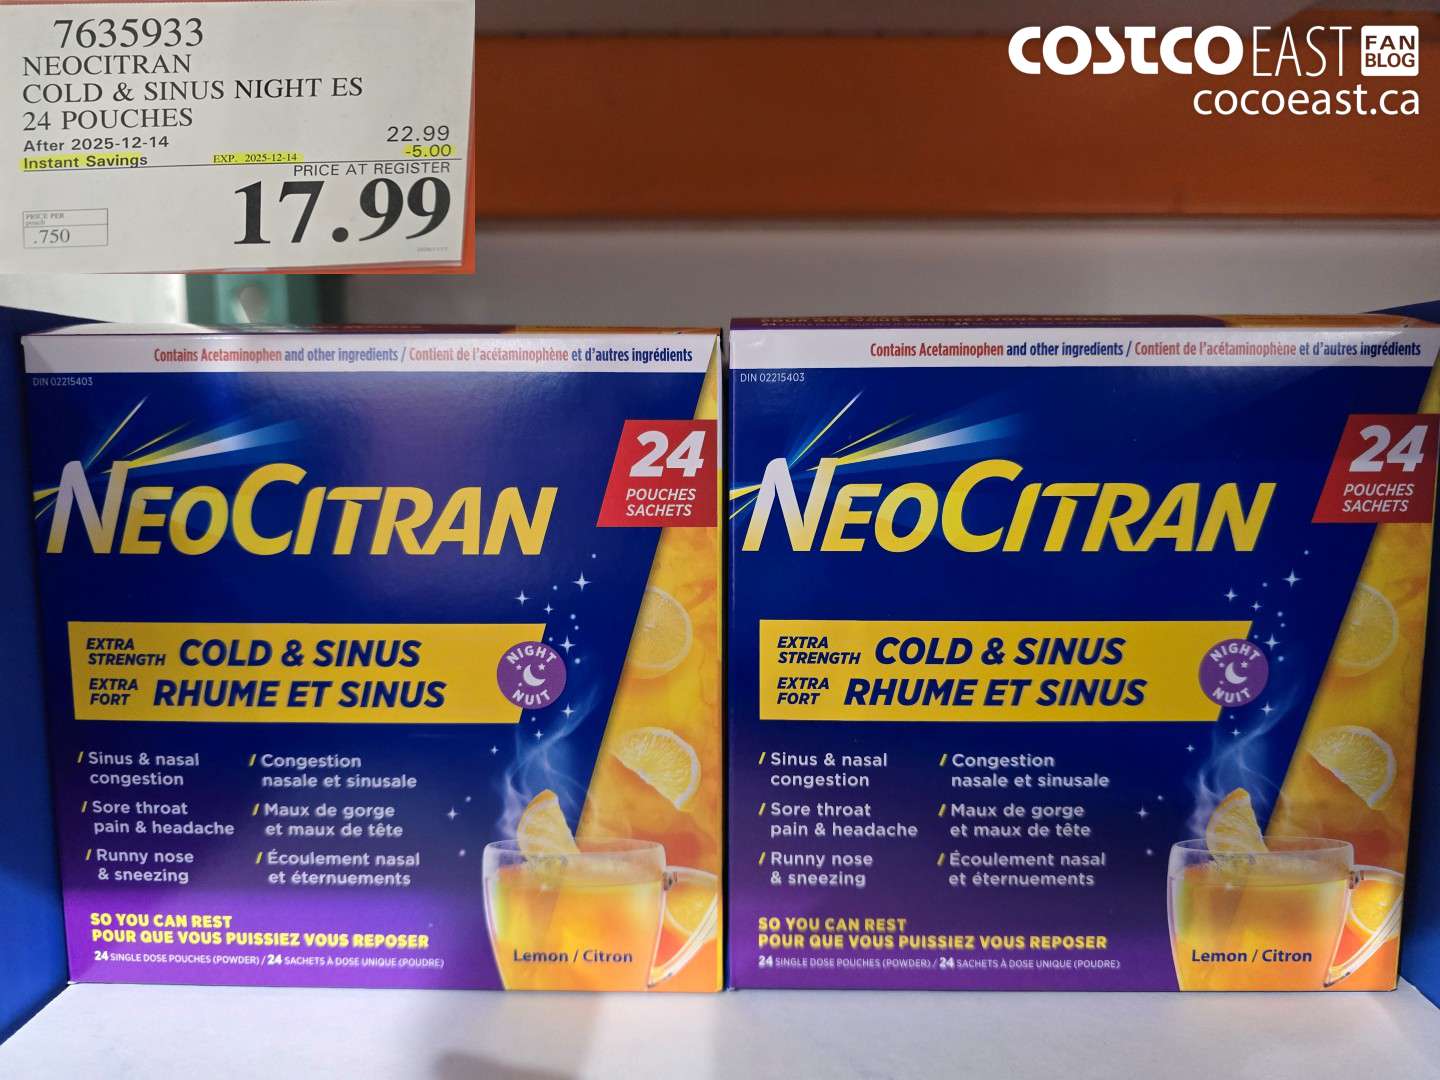 7635933
NEOCITRAN
COLD & SINUS NIGHT ES
24 POUCHES
After 2025-12-14 22.99
Instant Savings EXP. 2025-12-14 -5.00
PRICE AT REGISTER
17.99
PRICE PER
pouch
.750
COSTCO EAST FAN BLOG
cocoeast.ca
Contains Acetaminophen and other ingredients / Contient de l'acétaminophène et d'autres ingrédients
DIN 02215403
24
POUCHES
SACHETS
NEOCITRAN
EXTRA STRENGTH COLD & SINUS
EXTRA FORT RHUME ET SINUS
NIGHT
NUIT
/ Sinus & nasal congestion
/ Sore throat pain & headache
/ Runny nose & sneezing
/ Congestion nasale et sinusale
/ Maux de gorge et maux de tête
/ Écoulement nasal et éternuements
SO YOU CAN REST
POUR QUE VOUS PUISSIEZ VOUS REPOSER
24 SINGLE DOSE POUCHES (POWDER) / 24 SACHETS À DOSE UNIQUE (POUDRE)
Lemon / Citron
POUR QUE VOUS PUISSIEZ VOUS REPOSER
Contains Acetaminophen and other ingredients / Contient de l'acétaminophène et d'autres ingrédients
DIN 02215403
24
POUCHES
SACHETS
NEOCITRAN
EXTRA STRENGTH COLD & SINUS
EXTRA FORT RHUME ET SINUS
NIGHT
NUIT
/ Sinus & nasal congestion
/ Sore throat pain & headache
/ Runny nose & sneezing
/ Congestion nasale et sinusale
/ Maux de gorge et maux de tête
/ Écoulement nasal et éternuements
SO YOU CAN REST
POUR QUE VOUS PUISSIEZ VOUS REPOSER
24 SINGLE DOSE POUCHES (POWDER) / 24 SACHETS À DOSE UNIQUE (POUDRE)
Lemon / Citron